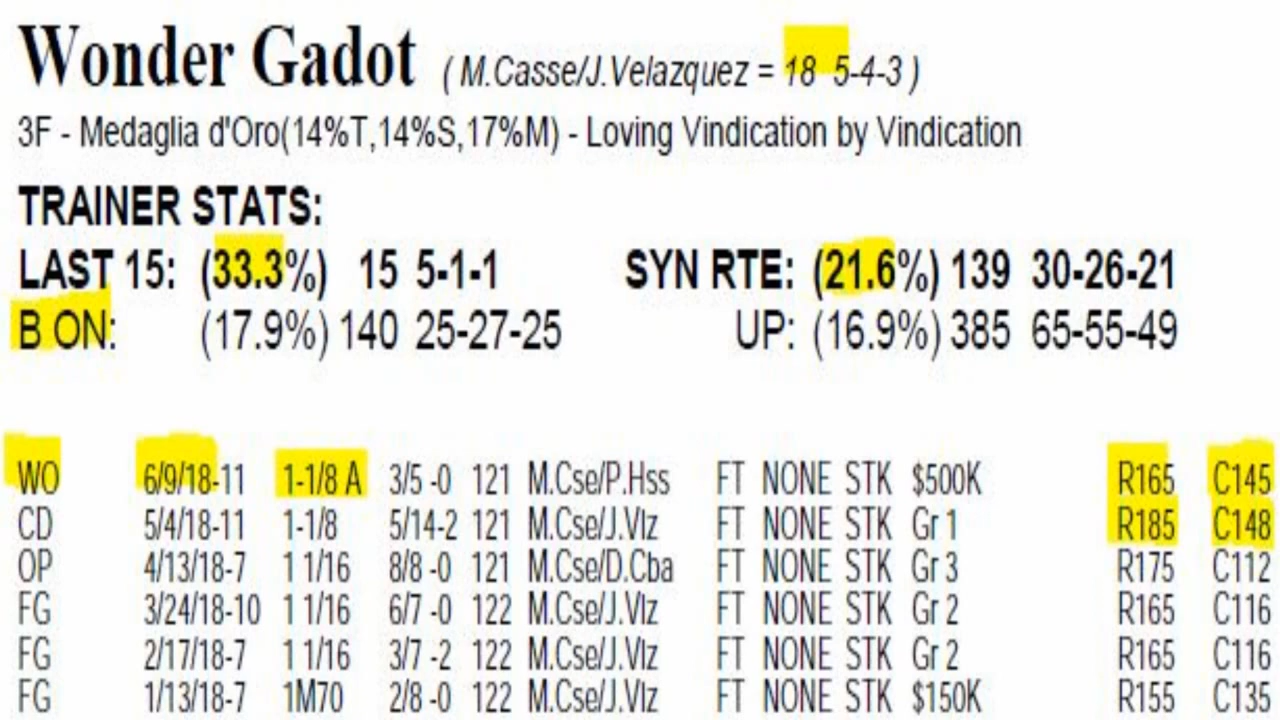 Wonder Gadot (M.Casse/J.Velazquez = 18 5-4-3)
3F - Medaglia d'Oro(14%T,14%S,17%M) - Loving Vindication by Vindication
TRAINER STATS:
LAST 15: (33.3%) 15 5-1-1 SYN RTE: (21.6%) 139 30-26-21
B ON: (17.9%) 140 25-27-25 UP: (16.9%) 385 65-55-49
WO 6/9/18-11 1-1/8 A 3/5 -0 121 M.Cse/P.Hss FT NONE STK $500K R165 C145
CD 5/4/18-11 1-1/8 5/14-2 121 M.Cse/J.Vlz FT NONE STK Gr 1 R185 C148
OP 4/13/18-7 1 1/16 8/8 -0 121 M.Cse/D.Cba FT NONE STK Gr 3 R175 C112
FG 3/24/18-10 1 1/16 6/7 -0 122 M.Cse/J.Vlz FT NONE STK Gr 2 R165 C116
FG 2/17/18-7 1 1/16 3/7 -2 122 M.Cse/J.Vlz FT NONE STK Gr 2 R165 C116
FG 1/13/18-7 1M70 2/8 -0 122 M.Cse/J.Vlz FT NONE STK $150K R155 C135